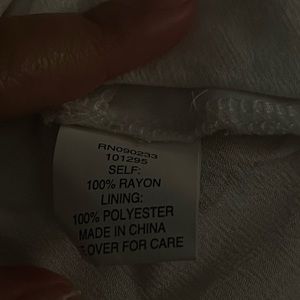 RN090233
101295
SELF:
100% RAYON
LINING:
100% POLYESTER
MADE IN CHINA
OVER FOR CARE